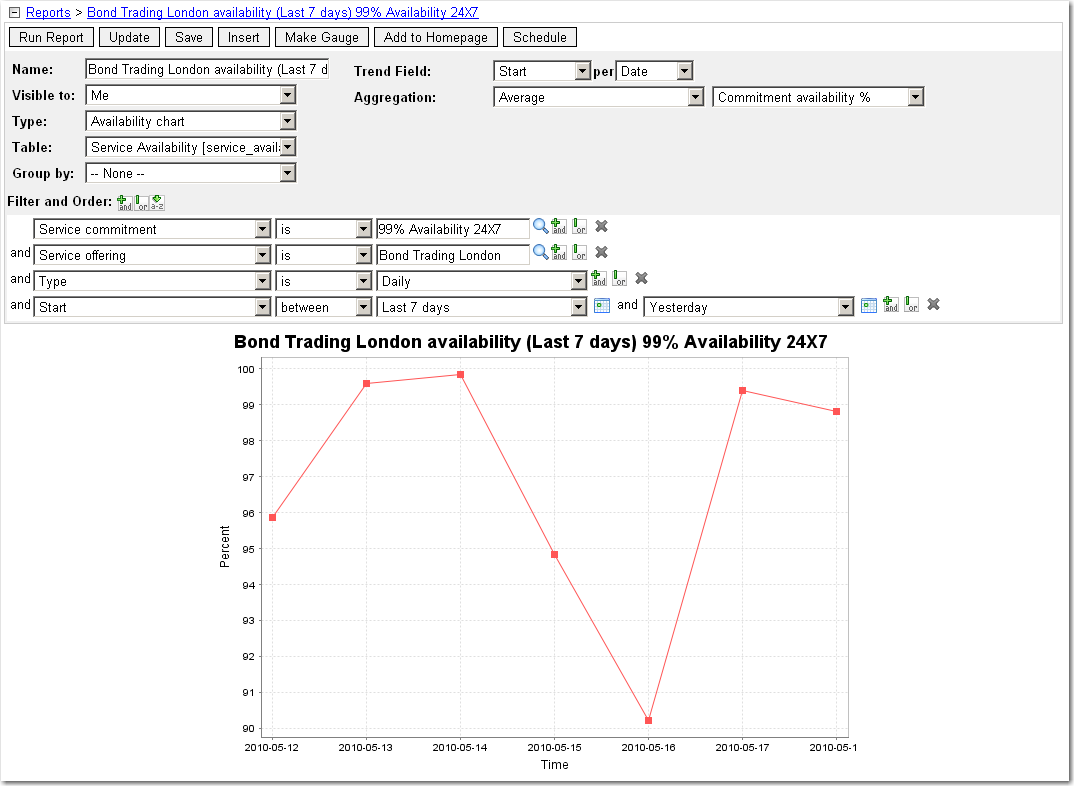 Reports > Bond Trading London availability (Last 7 days) 99% Availability 24X7
Run Report Update Save Insert Make Gauge Add to Homepage Schedule
Name: Bond Trading London availability (Last 7 d Trend Field: Start per Date
Visible to: Me Aggregation: Average Commitment availability %
Type: Availability chart
Table: Service Availability [service_avail
Group by: -- None --
Filter and Order: and or a-z
Service commitment is 99% Availability 24X7 and or
and Service offering is Bond Trading London and or
and Type is Daily and or
and Start between Last 7 days and Yesterday and or
Bond Trading London availability (Last 7 days) 99% Availability 24X7
100
99
98
97
96
95
94
93
92
91
90
Percent
2010-05-12 2010-05-13 2010-05-14 2010-05-15 2010-05-16 2010-05-17 2010-05-1
Time